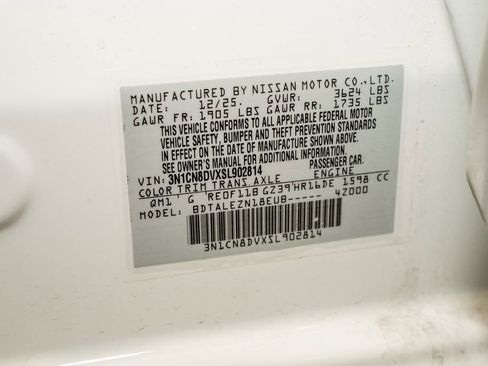 MANUFACTURED BY NISSAN MOTOR CO.,LTD.
12/25. GVWR: 3624 LBS
GAWR FR: 1905 LBS GAWR RR: 1735 LBS
THIS VEHICLE CONFORMS TO ALL APPLICABLE FEDERAL MOTOR
VEHICLE SAFETY, BUMPER AND THEFT PREVENTION STANDARDS
IN EFFECT ON THE DATE OF MANUFACTURE SHOWN ABOVE.
SEE OWNER'S MANUAL FOR ADDITIONAL INFORMATION.
VIN: 3N1CN8DVXSL902814 PASSENGER CAR.
COLOR TRIM TRANS AXLE ENGINE
QM1 G RE0F11B GZ39 HR16DE 1598 CC
MODEL: BDTALEZN18EUB----- 4Z000
3N1CN8DVXSL902814